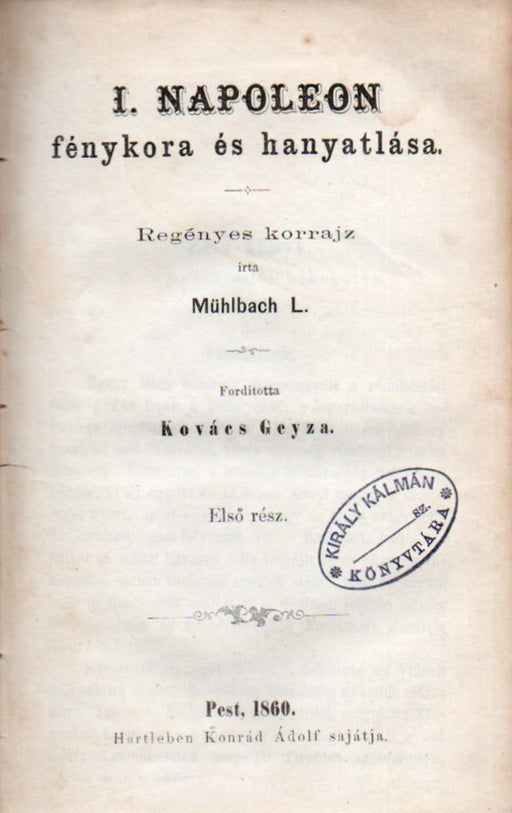 I. NAPOLEON
fénykora és hanyatlása.
Regényes korrajz
irta
Mühlbach L.
Forditotta
Kovács Geyza.
Első rész.
KIRÁLY KÁLMÁN
sz.
KÖNYVTÁRA
Pest, 1860.
Hartleben Konrád Adolf sajátja.